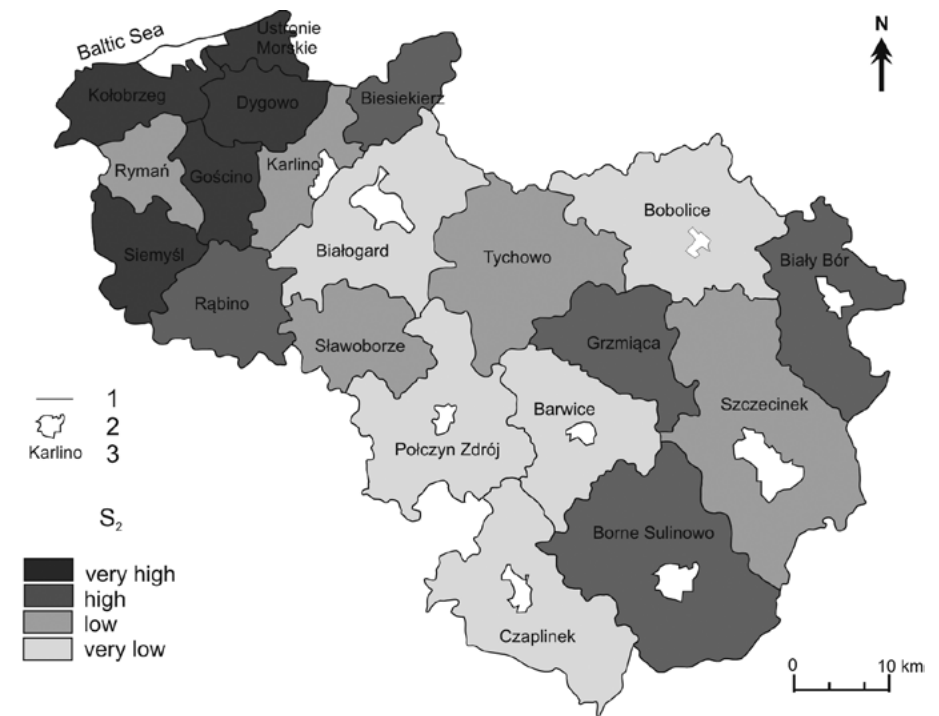 Baltic Sea
Ustronie
Morskie
N
Kołobrzeg
Dygowo
Biesiekierz
Rymań
Gościno
Karlino
Bobolice
Siemyśl
Białogard
Tychowo
Biały Bór
Rąbino
Sławoborze
Grzmiąca
Szczecinek
Barwice
Połczyn Zdrój
Borne Sulinowo
Czaplinek
1
2
Karlino 3
S2
very high
high
low
very low
0 10 km